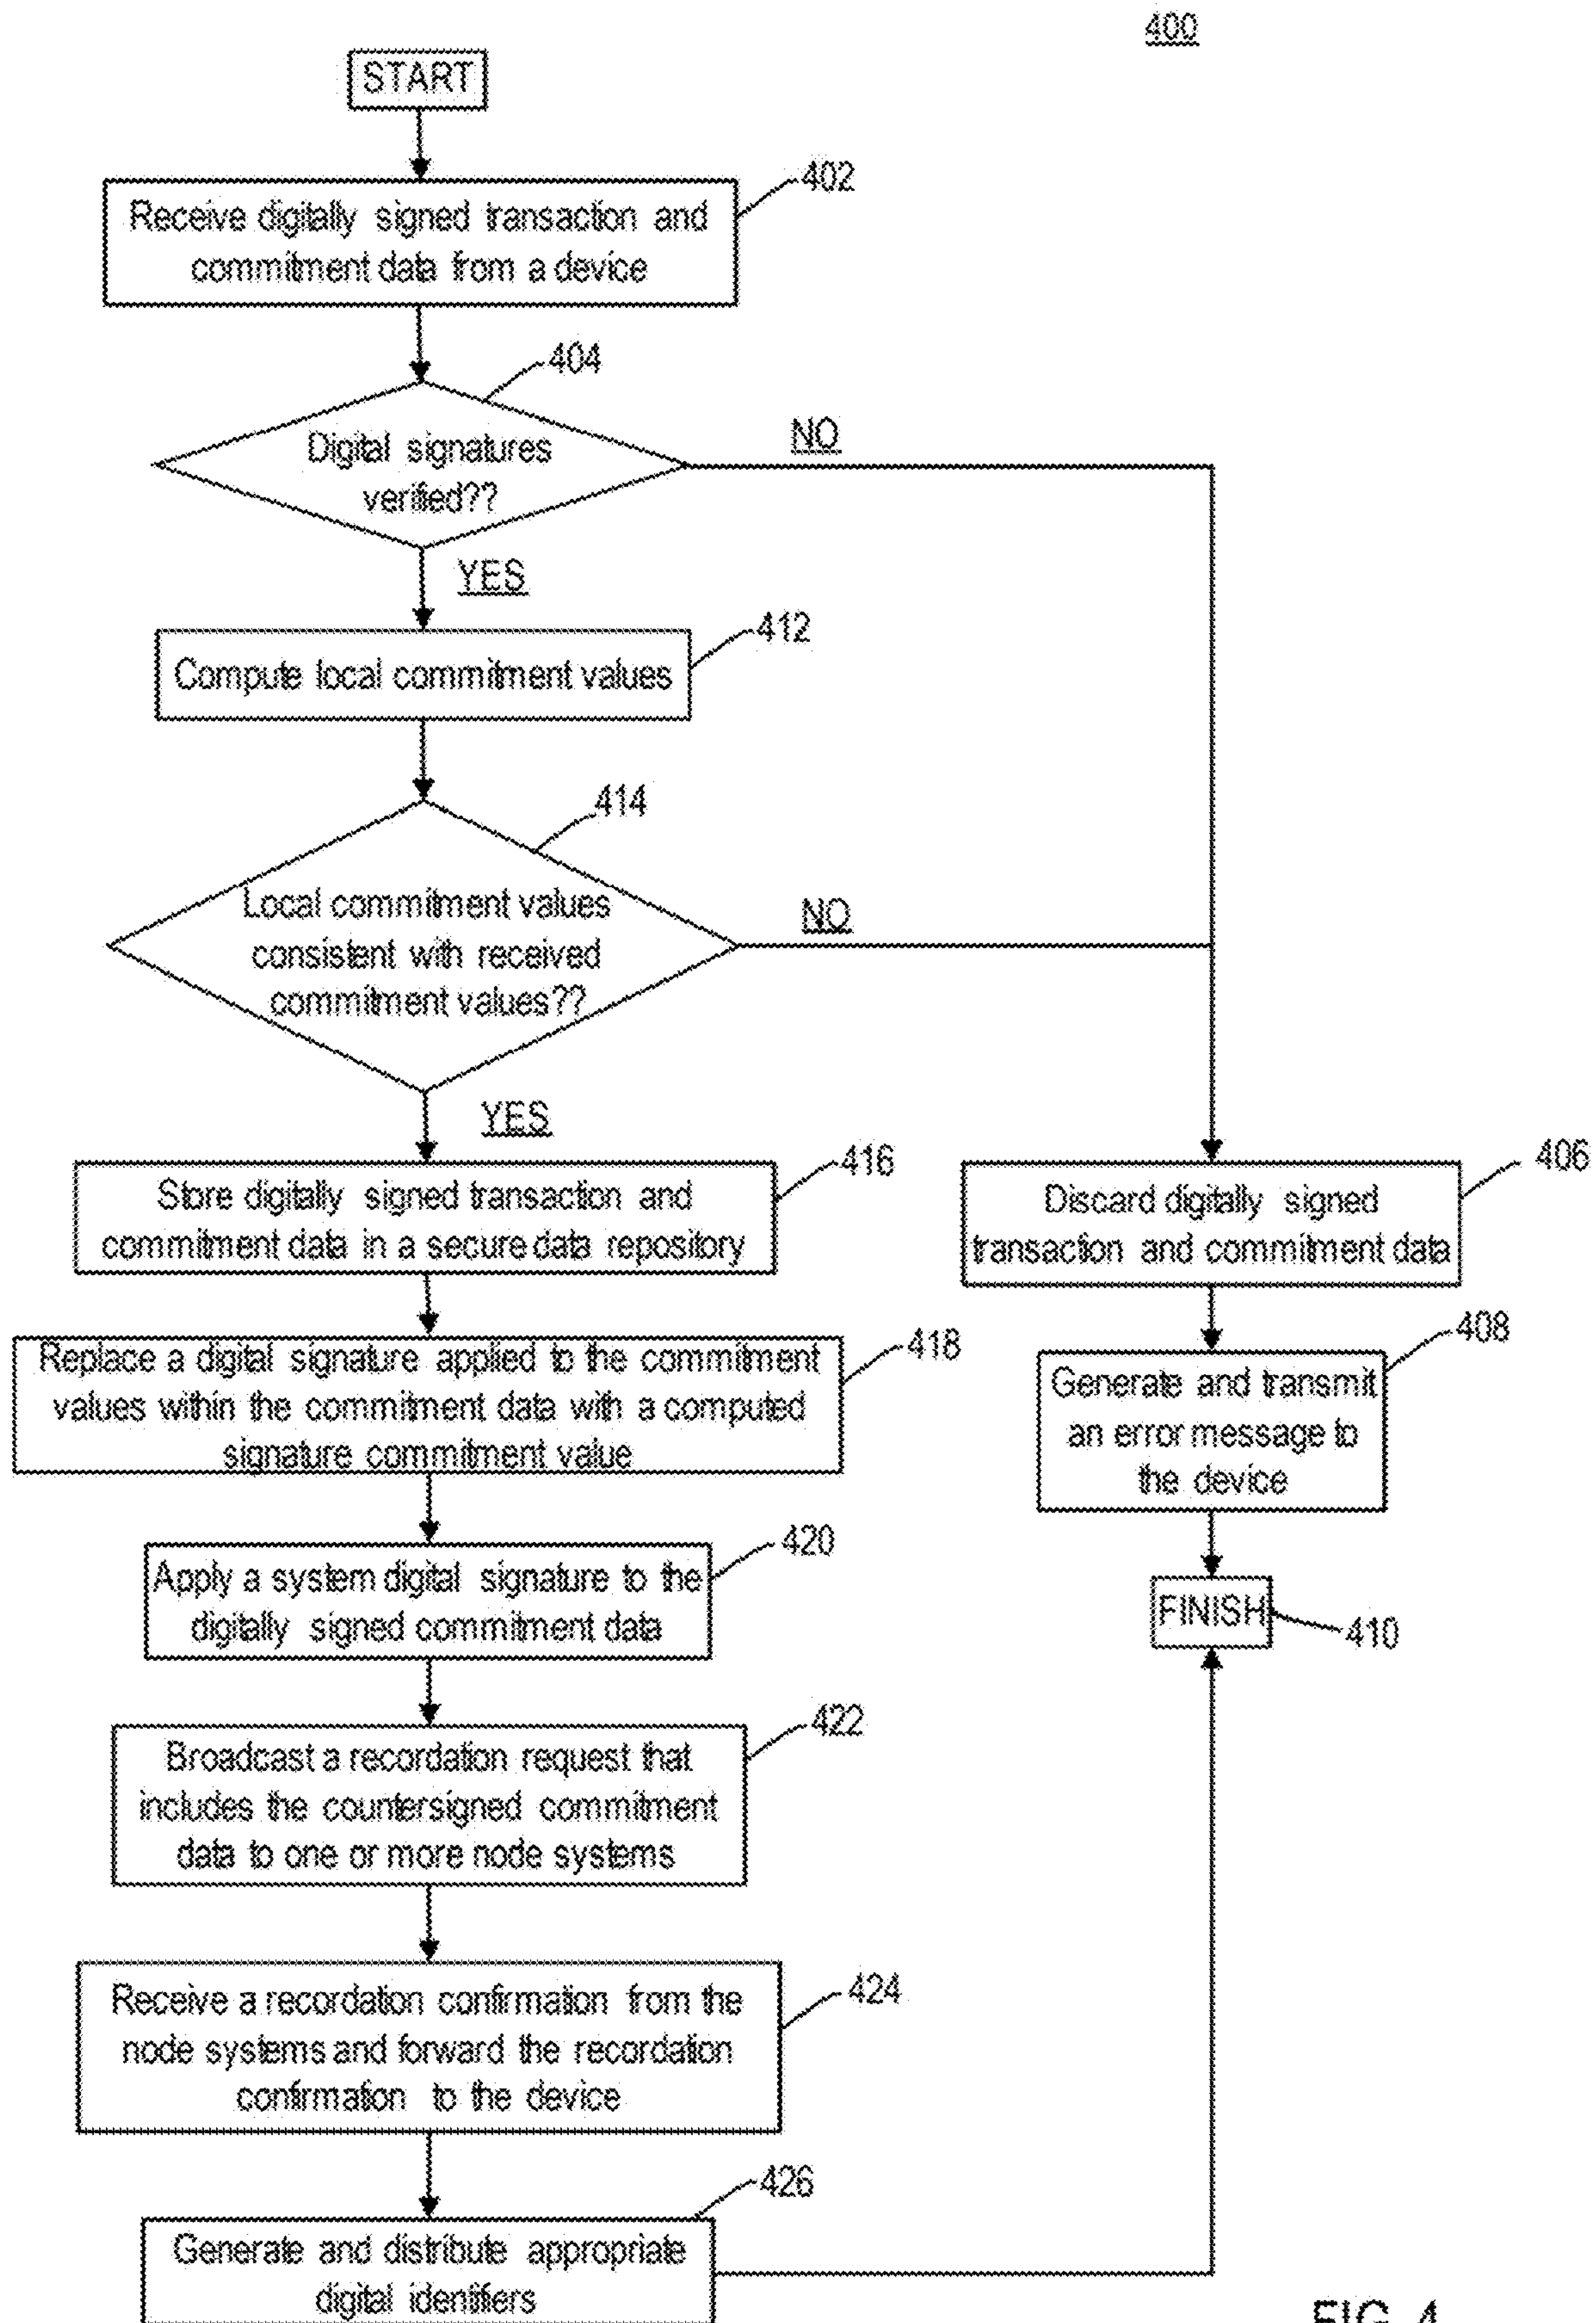 400
START
402
Receive digitally signed transaction and
commitment data from a device
404
Digital signatures
verified??
NO
YES
412
Compute local commitment values
414
Local commitment values
consistent with received
commitment values??
NO
YES
416
Store digitally signed transaction and
commitment data in a secure data repository
406
Discard digitally signed
transaction and commitment data
418
Replace a digital signature applied to the commitment
values within the commitment data with a computed
signature commitment value
408
Generate and transmit
an error message to
the device
420
Apply a system digital signature to the
digitally signed commitment data
FINISH
410
422
Broadcast a recordation request that
includes the countersigned commitment
data to one or more node systems
424
Receive a recordation confirmation from the
node systems and forward the recordation
confirmation to the device
426
Generate and distribute appropriate
digital identifiers
FIG. 4